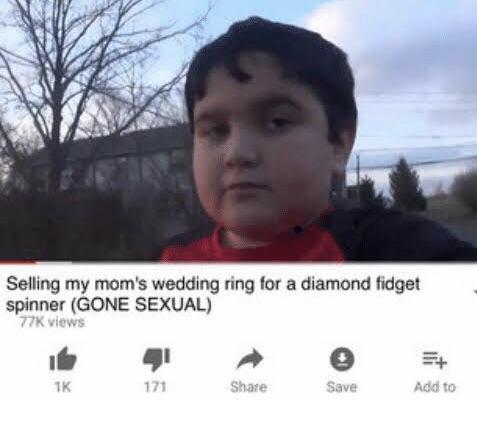 Selling my mom's wedding ring for a diamond fidget
spinner (GONE SEXUAL)
77K views
1K 171 Share Save Add to